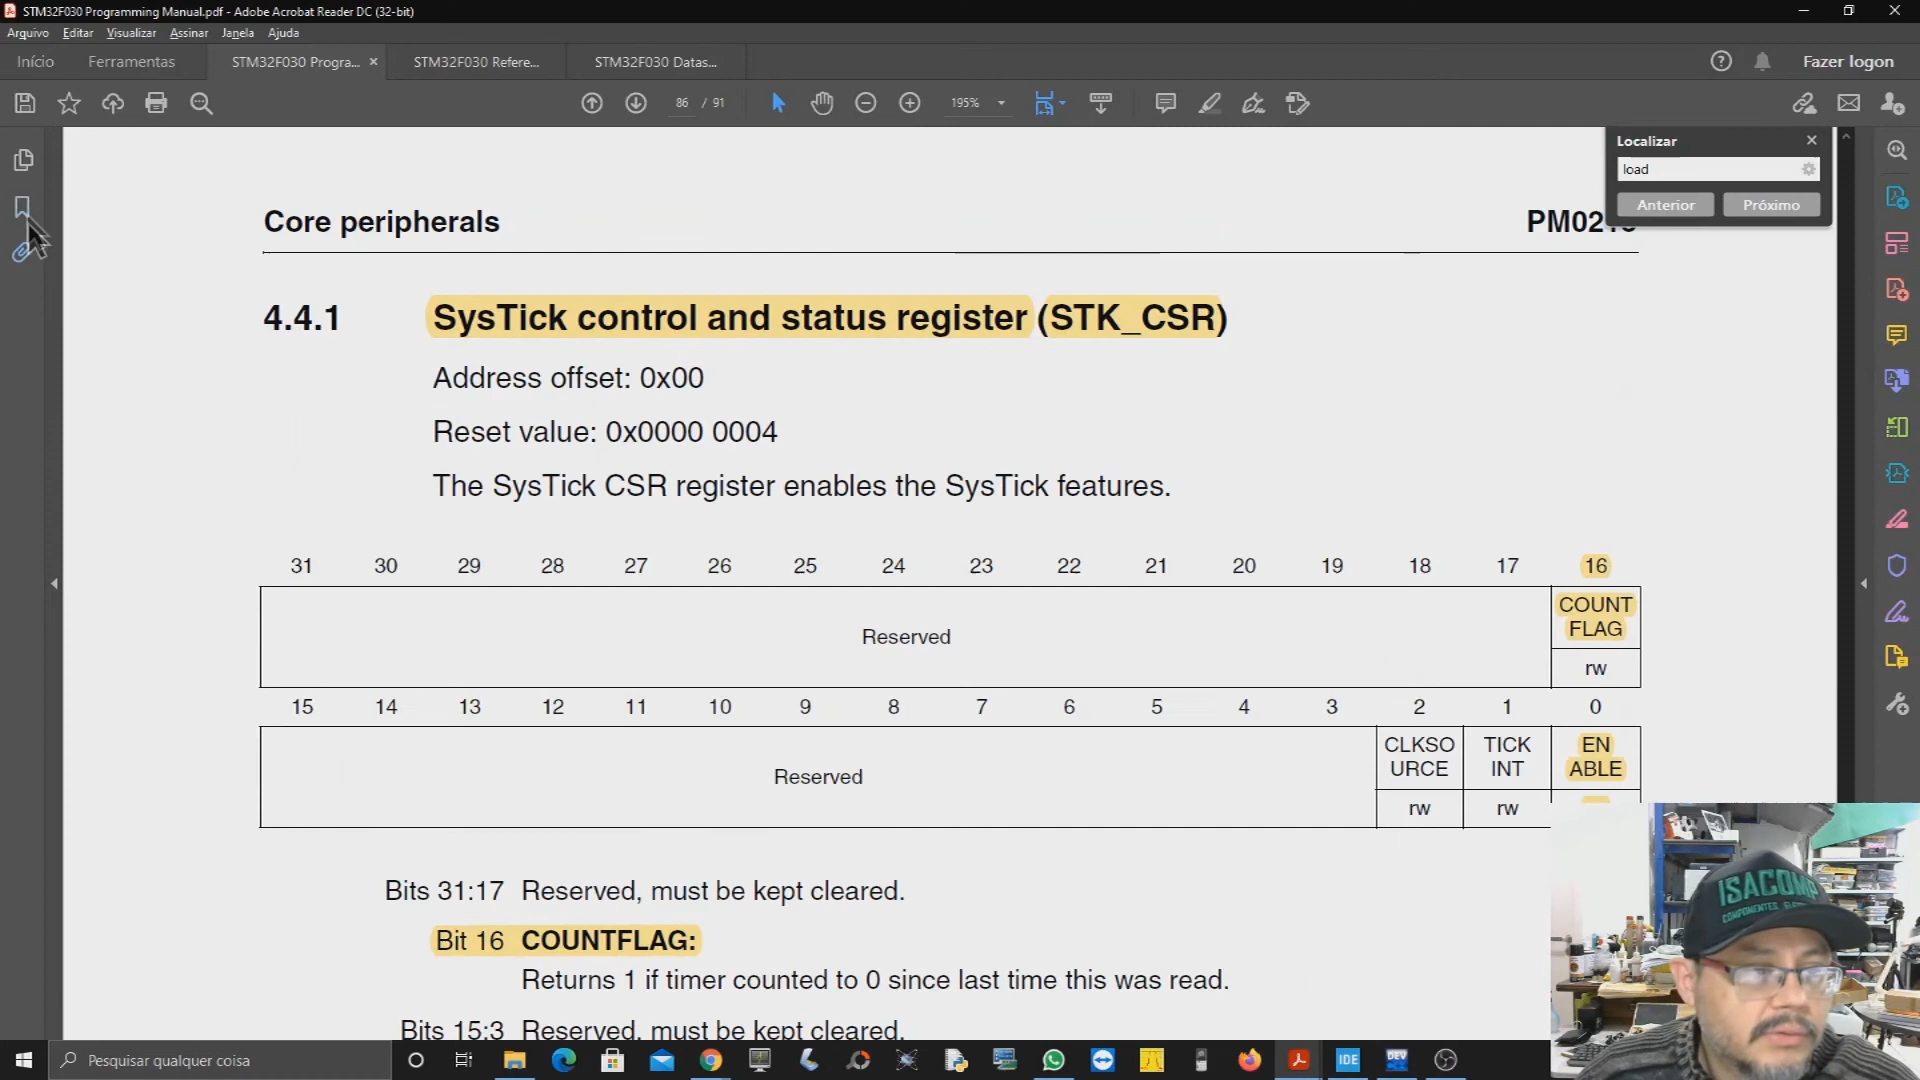 STM32F030 Programming Manual.pdf - Adobe Acrobat Reader DC (32-bit)
Arquivo Editar Visualizar Assinar Janela Ajuda
Início Ferramentas STM32F030 Progra... × STM32F030 Refere... STM32F030 Datas... Fazer logon
86 / 91 195%
Localizar
load
Anterior Próximo
Core peripherals
4.4.1 SysTick control and status register (STK_CSR)
Address offset: 0x00
Reset value: 0x0000 0004
The SysTick CSR register enables the SysTick features.
31 30 29 28 27 26 25 24 23 22 21 20 19 18 17 16
Reserved
COUNT
FLAG
rw
15 14 13 12 11 10 9 8 7 6 5 4 3 2 1 0
Reserved
CLKSO
URCE
TICK
INT
EN
ABLE
rw rw
Bits 31:17 Reserved, must be kept cleared.
Bit 16 COUNTFLAG:
Returns 1 if timer counted to 0 since last time this was read.
Bits 15:3 Reserved, must be kept cleared.
ISACOMP
Pesquisar qualquer coisa
IDE
DEV